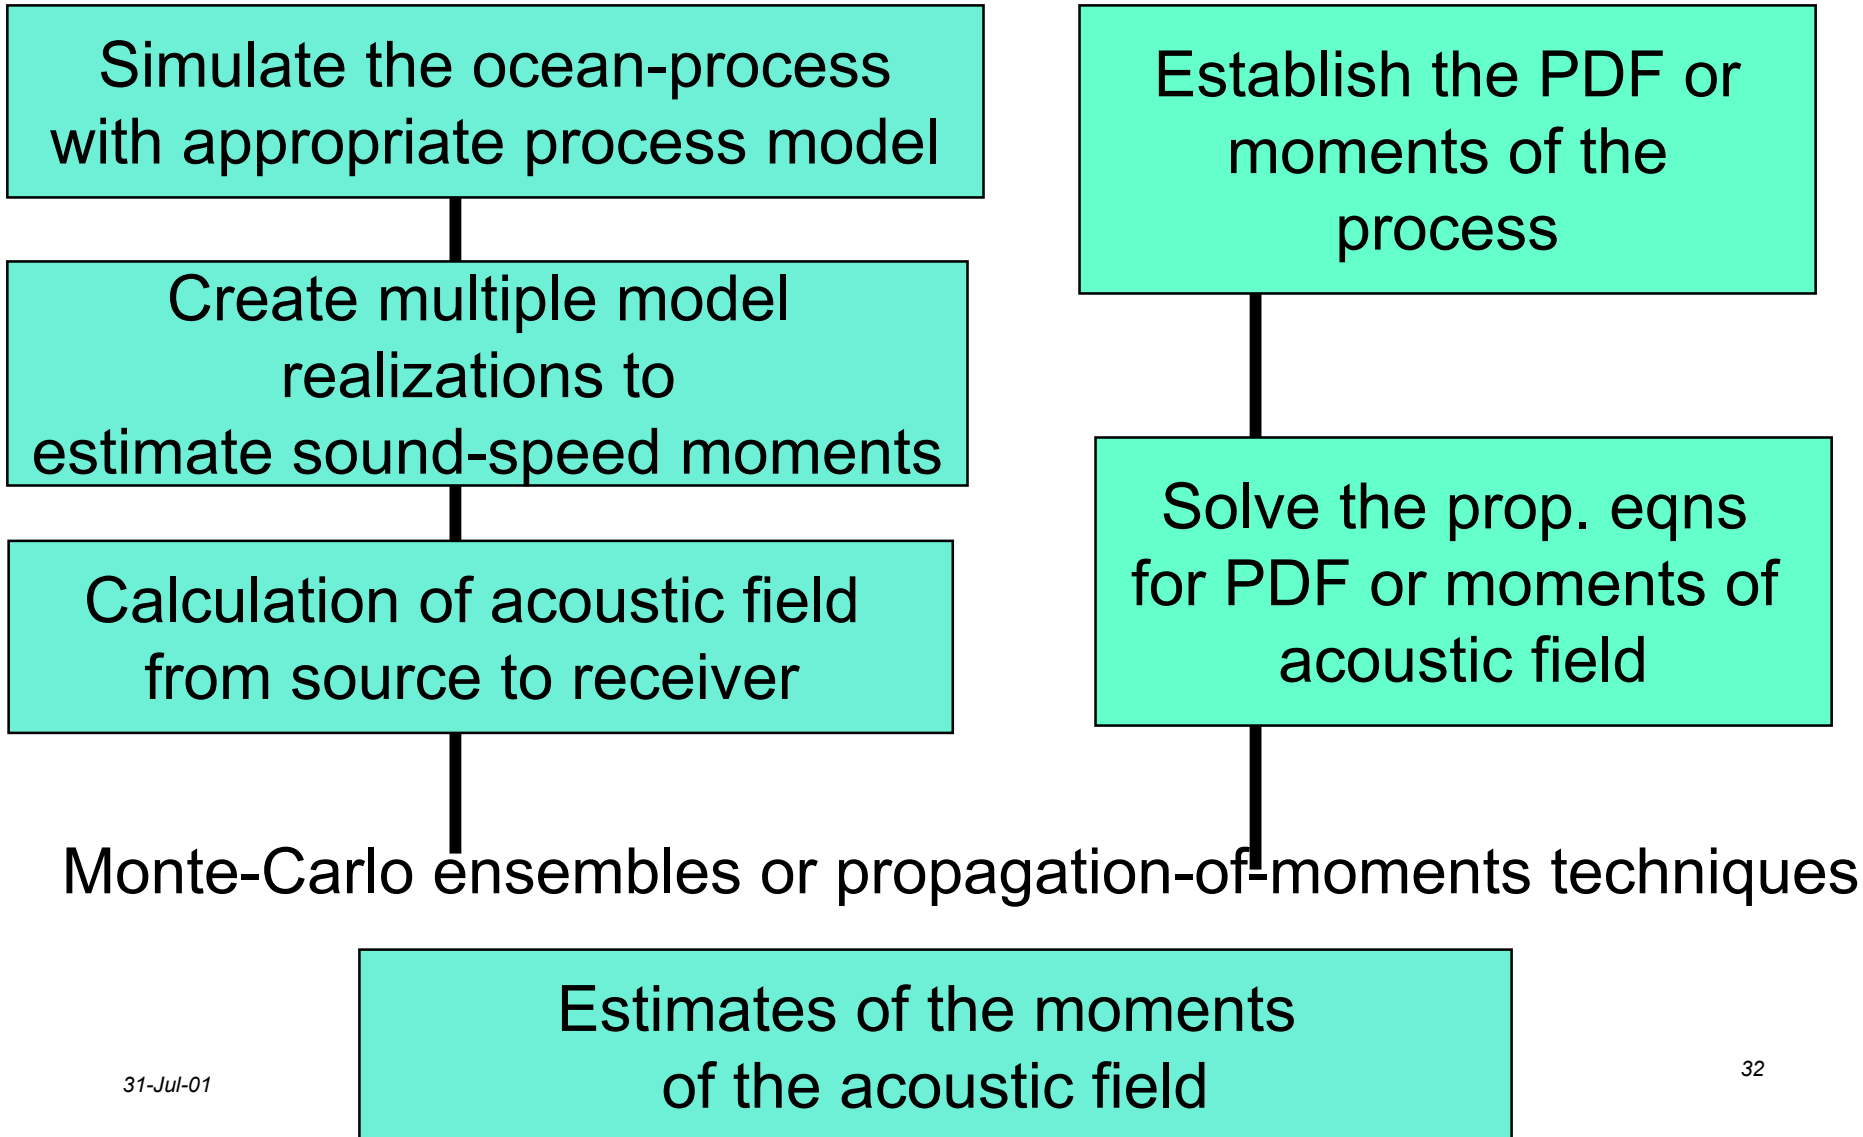 Simulate the ocean-process
with appropriate process model
Create multiple model
realizations to
estimate sound-speed moments
Calculation of acoustic field
from source to receiver
Establish the PDF or
moments of the
process
Solve the prop. eqns
for PDF or moments of
acoustic field
Monte-Carlo ensembles or propagation-of-moments techniques
Estimates of the moments
of the acoustic field
31-Jul-01
32